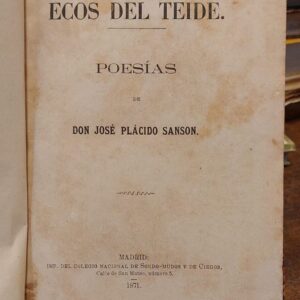 ECOS DEL TEIDE.
POESÍAS
DE
DON JOSÉ PLÁCIDO SANSON.
MADRID:
IMP. DEL COLEGIO NACIONAL DE SORDO-MUDOS Y DE CIEGOS,
Calle de San Mateo, número 5.
1871.